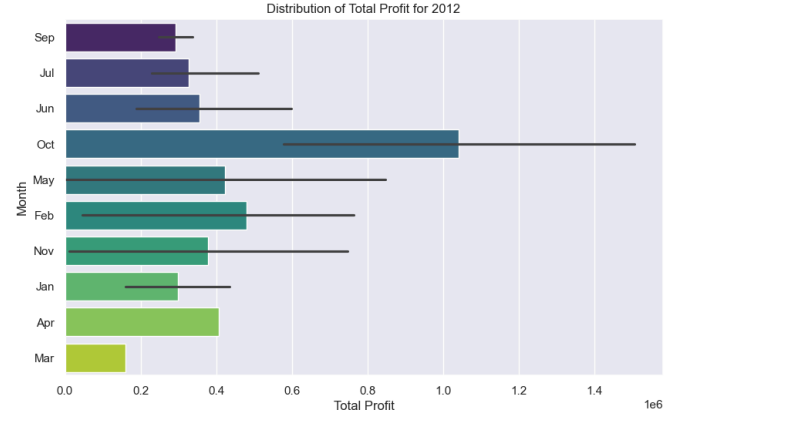 Distribution of Total Profit for 2012
Month
Sep
Jul
Jun
Oct
May
Feb
Nov
Jan
Apr
Mar
0.0 0.2 0.4 0.6 0.8 1.0 1.2 1.4
1e6
Total Profit